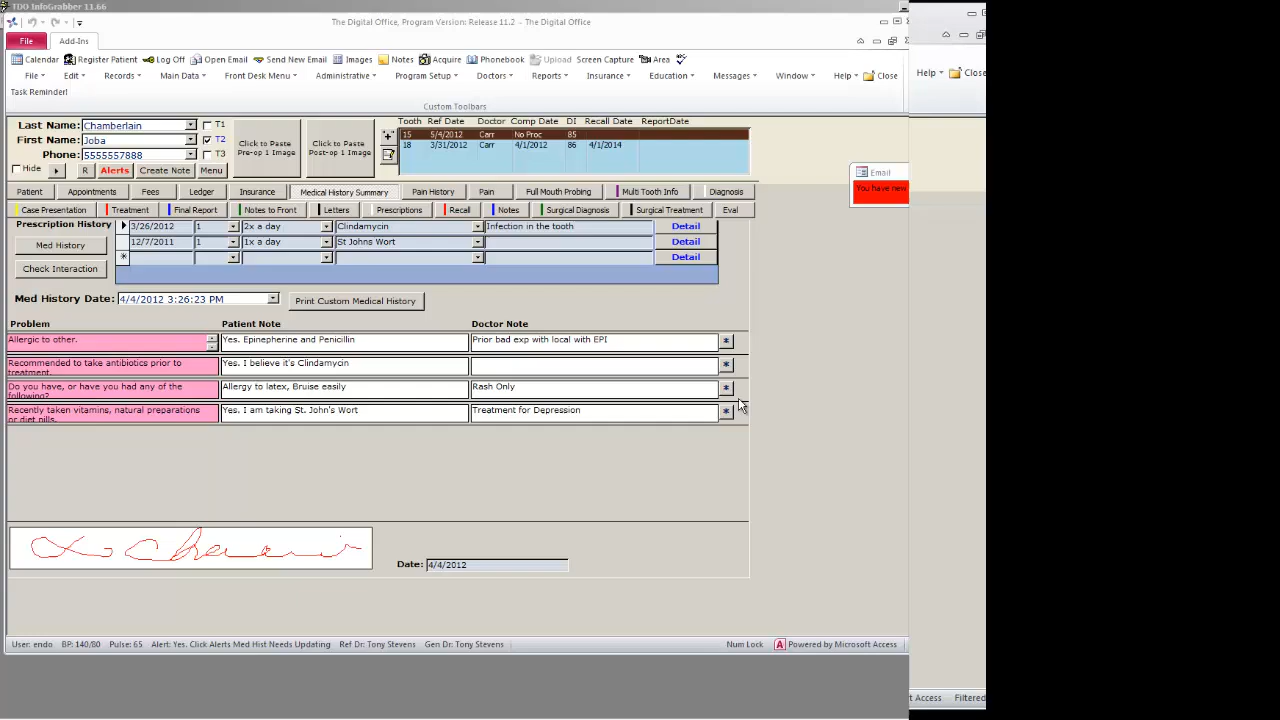 TDO InfoGrabber 11.66
The Digital Office, Program Version: Release 11.2 - The Digital Office
File Add-Ins
Calendar Register Patient Log Off Open Email Send New Email Images Notes Acquire Phonebook Upload Screen Capture Area
File Edit Records Main Data Front Desk Menu Administrative Program Setup Doctors Reports Insurance Education Messages Window Help Close
Help Close
Task Reminder!
Custom Toolbars
Last Name: Chamberlain T1
First Name: Joba T2
Phone: 5555557888 T3
Hide R Alerts Create Note Menu
Click to Paste Pre-op 1 Image
Click to Paste Post-op 1 Image
Tooth Ref Date Doctor Comp Date DI Recall Date ReportDate
15 5/4/2012 Carr No Proc 85
18 3/31/2012 Carr 4/1/2012 86 4/1/2014
Email
You have new
Patient Appointments Fees Ledger Insurance Medical History Summary Pain History Pain Full Mouth Probing Multi Tooth Info Diagnosis
Case Presentation Treatment Final Report Notes to Front Letters Prescriptions Recall Notes Surgical Diagnosis Surgical Treatment Eval
Prescription History
3/26/2012 1 2x a day Clindamycin Infection in the tooth Detail
Med History
12/7/2011 1 1x a day St Johns Wort Detail
* Detail
Check Interaction
Med History Date: 4/4/2012 3:26:23 PM Print Custom Medical History
Problem Patient Note Doctor Note
Allergic to other. Yes. Epinepherine and Penicillin Prior bad exp with local with EPI *
Recommended to take antibiotics prior to treatment. Yes. I believe it's Clindamycin *
Do you have, or have you had any of the following? Allergy to latex, Bruise easily Rash Only *
Recently taken vitamins, natural preparations or diet pills. Yes. I am taking St. John's Wort Treatment for Depression *
Date: 4/4/2012
User: endo BP: 140/80 Pulse: 65 Alert: Yes. Click Alerts Med Hist Needs Updating Ref Dr: Tony Stevens Gen Dr: Tony Stevens Num Lock Powered by Microsoft Access
t Access Filtered